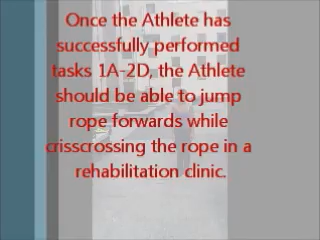 Once the Athlete has
successfully performed
tasks 1A-2D, the Athlete
should be able to jump
rope forwards while
crisscrossing the rope in a
rehabilitation clinic.